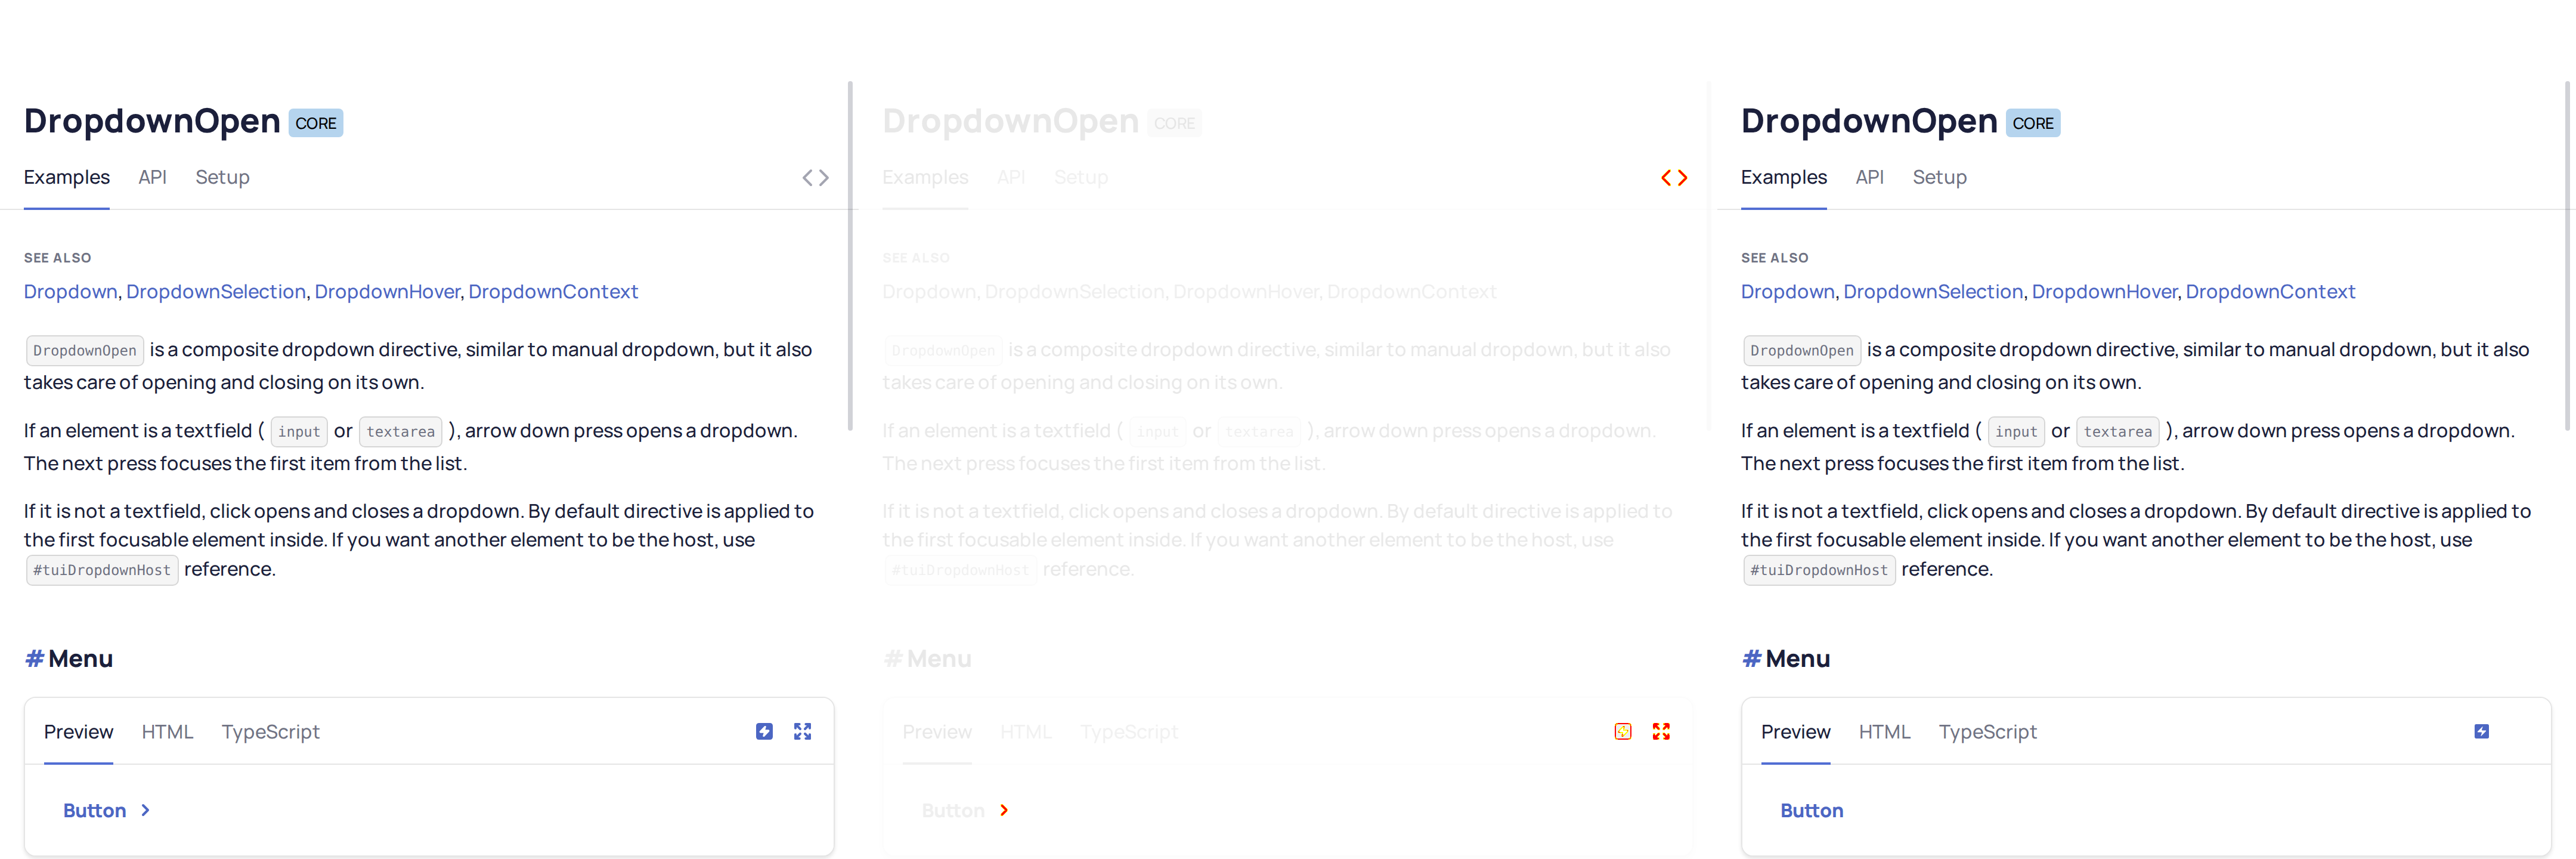 DropdownOpen CORE
Examples API Setup
SEE ALSO
Dropdown, DropdownSelection, DropdownHover, DropdownContext
DropdownOpen is a composite dropdown directive, similar to manual dropdown, but it also
takes care of opening and closing on its own.
If an element is a textfield ( input or textarea ), arrow down press opens a dropdown.
The next press focuses the first item from the list.
If it is not a textfield, click opens and closes a dropdown. By default directive is applied to
the first focusable element inside. If you want another element to be the host, use
#tuiDropdownHost reference.
# Menu
Preview HTML TypeScript
Button
DropdownOpen CORE
Examples API Setup
SEE ALSO
Dropdown, DropdownSelection, DropdownHover, DropdownContext
DropdownOpen is a composite dropdown directive, similar to manual dropdown, but it also
takes care of opening and closing on its own.
If an element is a textfield ( input or textarea ), arrow down press opens a dropdown.
The next press focuses the first item from the list.
If it is not a textfield, click opens and closes a dropdown. By default directive is applied to
the first focusable element inside. If you want another element to be the host, use
#tuiDropdownHost reference.
# Menu
Preview HTML TypeScript
Button
DropdownOpen CORE
Examples API Setup
SEE ALSO
Dropdown, DropdownSelection, DropdownHover, DropdownContext
DropdownOpen is a composite dropdown directive, similar to manual dropdown, but it also
takes care of opening and closing on its own.
If an element is a textfield ( input or textarea ), arrow down press opens a dropdown.
The next press focuses the first item from the list.
If it is not a textfield, click opens and closes a dropdown. By default directive is applied to
the first focusable element inside. If you want another element to be the host, use
#tuiDropdownHost reference.
# Menu
Preview HTML TypeScript
Button